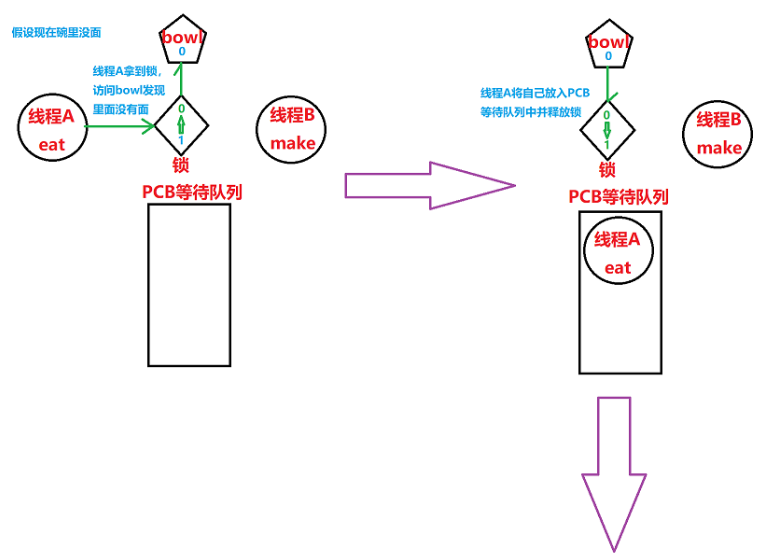 假设现在碗里没面
bowl
0
线程A拿到锁，
访问bowl发现
里面没有面
线程A
eat
0
1
锁
线程B
make
PCB等待队列
bowl
0
线程A将自己放入PCB
等待队列中并释放锁
0
1
锁
线程B
make
PCB等待队列
线程A
eat